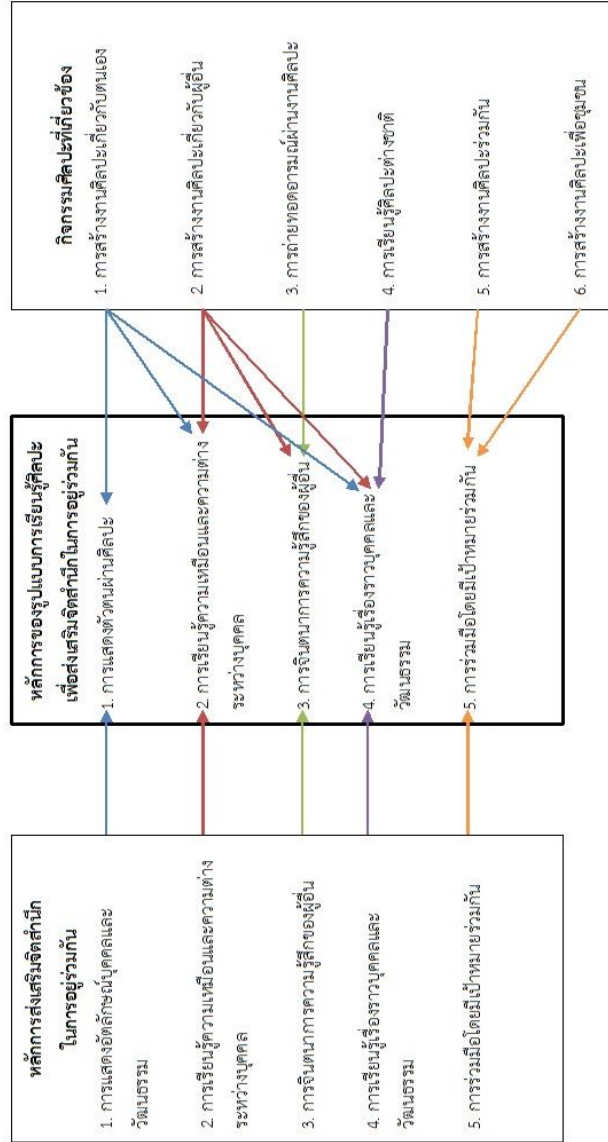 หลักการส่งเสริมจิตสำนึก
ในการอยู่ร่วมกัน
1. การแสดงอัตลักษณ์บุคคลและ
วัฒนธรรม
2. การเรียนรู้ความเหมือนและความต่าง
ระหว่างบุคคล
3. การจินตนาการความรู้สึกของผู้อื่น
4. การเรียนรู้เรื่องราวบุคคลและ
วัฒนธรรม
5. การร่วมมือโดยมีเป้าหมายร่วมกัน
หลักการของรูปแบบการเรียนรู้ศิลปะ
เพื่อส่งเสริมจิตสำนึกในการอยู่ร่วมกัน
1. การแสดงตัวตนผ่านศิลปะ
2. การเรียนรู้ความเหมือนและความต่าง
ระหว่างบุคคล
3. การจินตนาการความรู้สึกของผู้อื่น
4. การเรียนรู้เรื่องราวบุคคลและ
วัฒนธรรม
5. การร่วมมือโดยมีเป้าหมายร่วมกัน
กิจกรรมศิลปะที่เกี่ยวข้อง
1. การสร้างงานศิลปะเกี่ยวกับตนเอง
2. การสร้างงานศิลปะเกี่ยวกับผู้อื่น
3. การถ่ายทอดอารมณ์ผ่านงานศิลปะ
4. การเรียนรู้ศิลปะต่างชาติ
5. การสร้างงานศิลปะร่วมกัน
6. การสร้างงานศิลปะเพื่อชุมชน